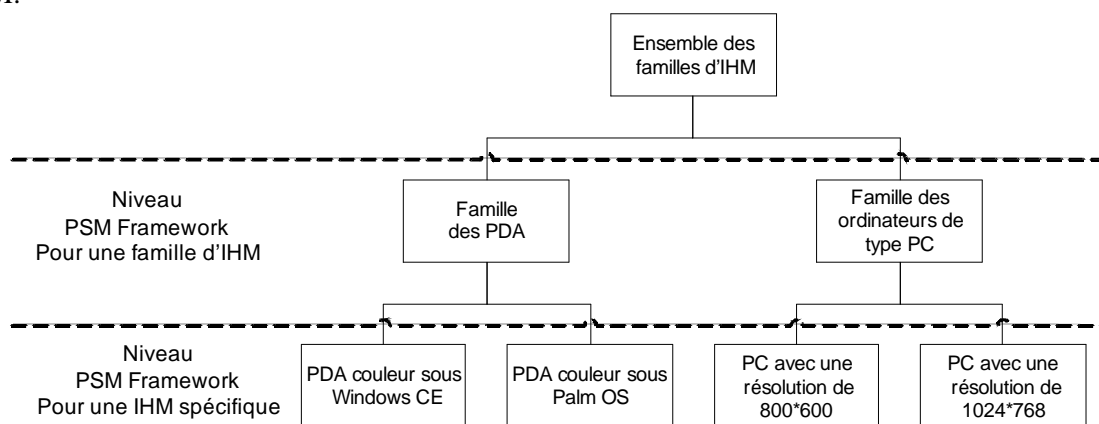 Ensemble des
familles d'IHM
Niveau
PSM Framework
Pour une famille d'IHM
Famille
des PDA
Famille des
ordinateurs de
type PC
Niveau
PSM Framework
Pour une IHM spécifique
PDA couleur sous
Windows CE
PDA couleur sous
Palm OS
PC avec une
résolution de
800*600
PC avec une
résolution de
1024*768